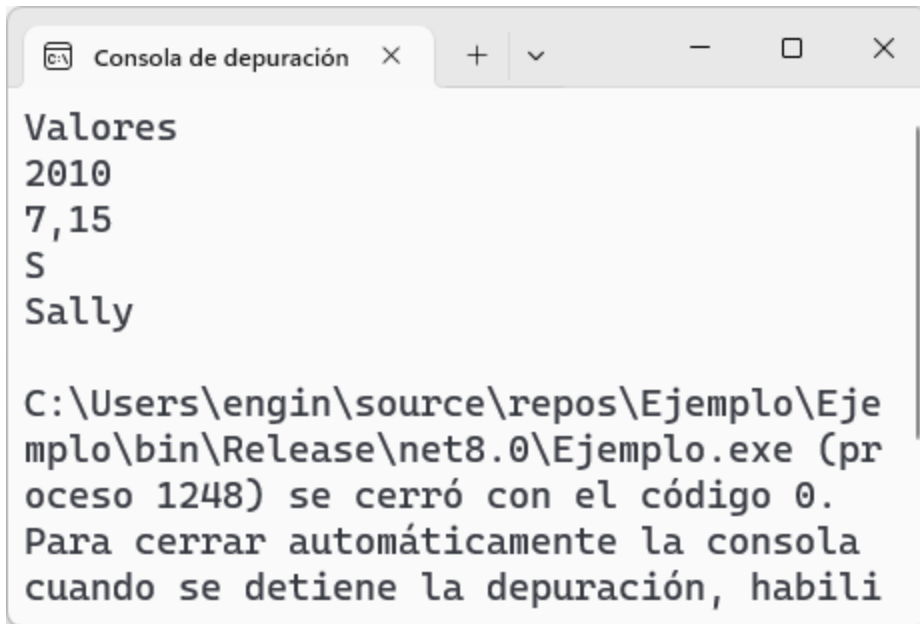 Consola de depuración
Valores
2010
7,15
S
Sally
C:\Users\engin\source\repos\Ejemplo\Eje
mplo\bin\Release\net8.0\Ejemplo.exe (pr
oceso 1248) se cerró con el código 0.
Para cerrar automáticamente la consola
cuando se detiene la depuración, habili